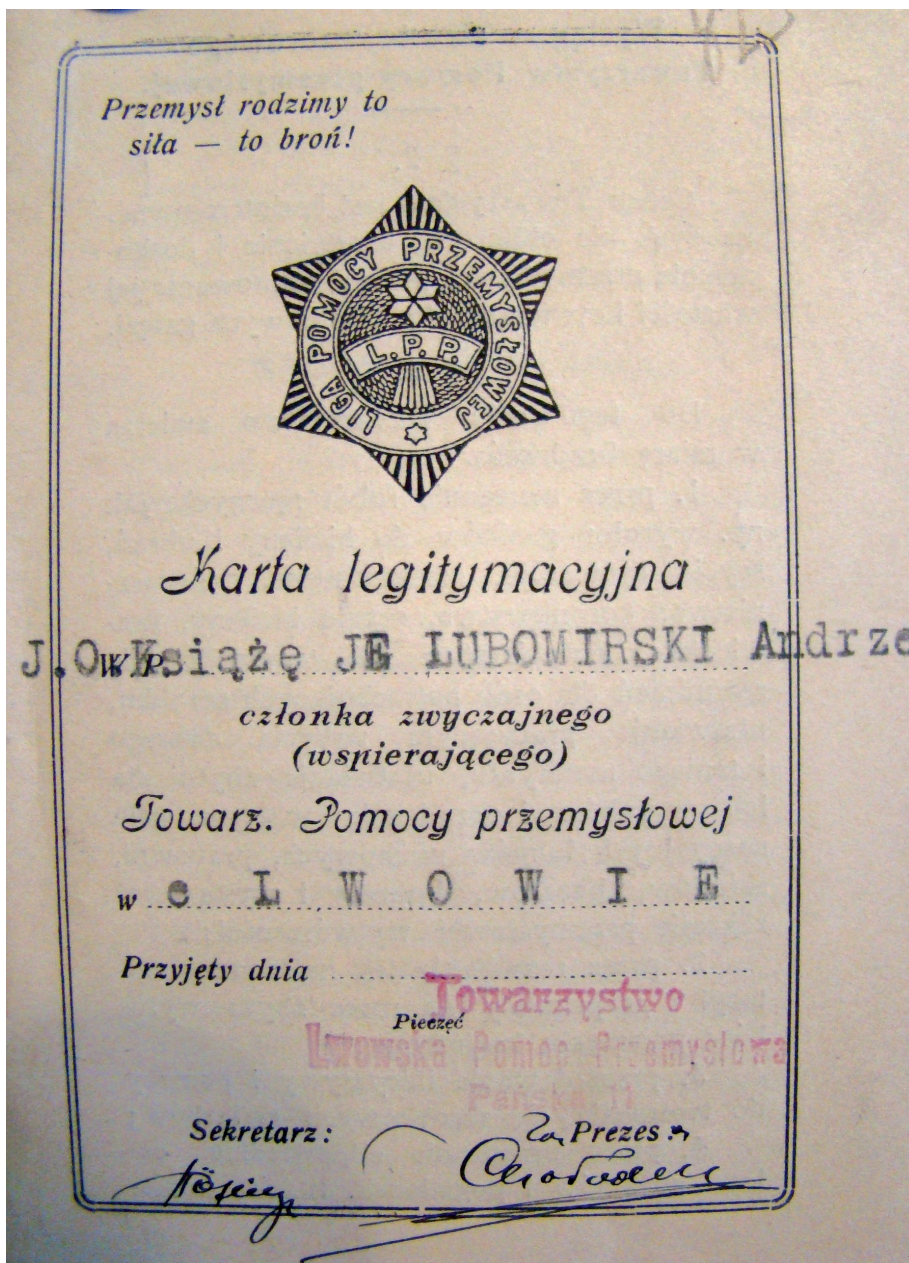 Przemysł rodzimy to
siła — to broń!
LIGA POMOCY PRZEMYSŁOWEJ
L. P. P.
Karta legitymacyjna
J.O. W. P. Książę JE LUBOMIRSKI Andrze
członka zwyczajnego
(wspierającego)
Towarz. Pomocy przemysłowej
w e L W O W I E
Przyjęty dnia
Pieczęć
Towarzystwo
Lwowska Pomoc Przemysłowa
Pańska 11
Sekretarz: Za Prezes: